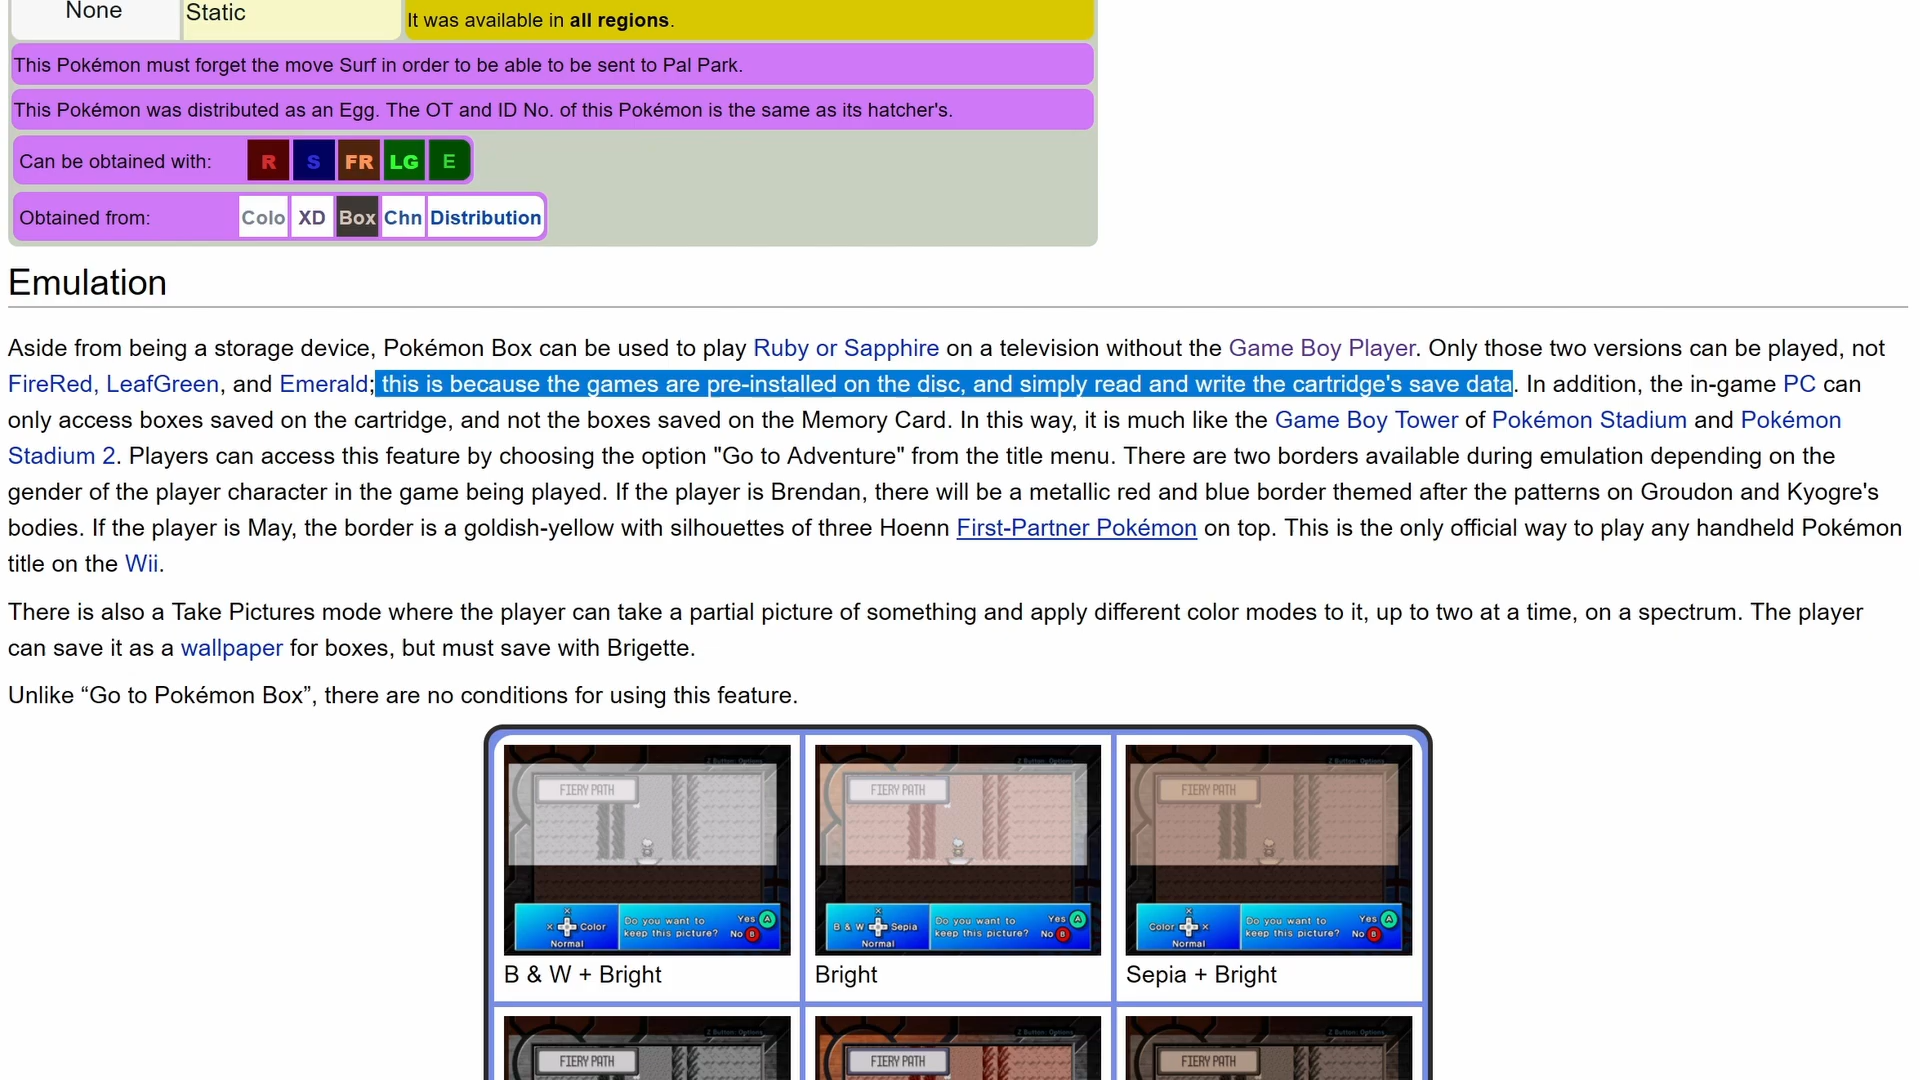 None
Static
It was available in all regions.
This Pokémon must forget the move Surf in order to be able to be sent to Pal Park.
This Pokémon was distributed as an Egg. The OT and ID No. of this Pokémon is the same as its hatcher's.
Can be obtained with: R S FR LG E
Obtained from: Colo XD Box Chn Distribution
Emulation
Aside from being a storage device, Pokémon Box can be used to play Ruby or Sapphire on a television without the Game Boy Player. Only those two versions can be played, not
FireRed, LeafGreen, and Emerald; this is because the games are pre-installed on the disc, and simply read and write the cartridge's save data. In addition, the in-game PC can
only access boxes saved on the cartridge, and not the boxes saved on the Memory Card. In this way, it is much like the Game Boy Tower of Pokémon Stadium and Pokémon
Stadium 2. Players can access this feature by choosing the option "Go to Adventure" from the title menu. There are two borders available during emulation depending on the
gender of the player character in the game being played. If the player is Brendan, there will be a metallic red and blue border themed after the patterns on Groudon and Kyogre's
bodies. If the player is May, the border is a goldish-yellow with silhouettes of three Hoenn First-Partner Pokémon on top. This is the only official way to play any handheld Pokémon
title on the Wii.
There is also a Take Pictures mode where the player can take a partial picture of something and apply different color modes to it, up to two at a time, on a spectrum. The player
can save it as a wallpaper for boxes, but must save with Brigette.
Unlike “Go to Pokémon Box”, there are no conditions for using this feature.
Z Button: Options
FIERY PATH
X
X Color
Normal
Do you want to
keep this picture?
Yes A
No B
B & W + Bright
Z Button: Options
FIERY PATH
X
B & W Sepia
Normal
Do you want to
keep this picture?
Yes A
No B
Bright
Z Button: Options
FIERY PATH
X
Color X
Normal
Do you want to
keep this picture?
Yes A
No B
Sepia + Bright
Z Button: Options
FIERY PATH
Z Button: Options
FIERY PATH
Z Button: Options
FIERY PATH